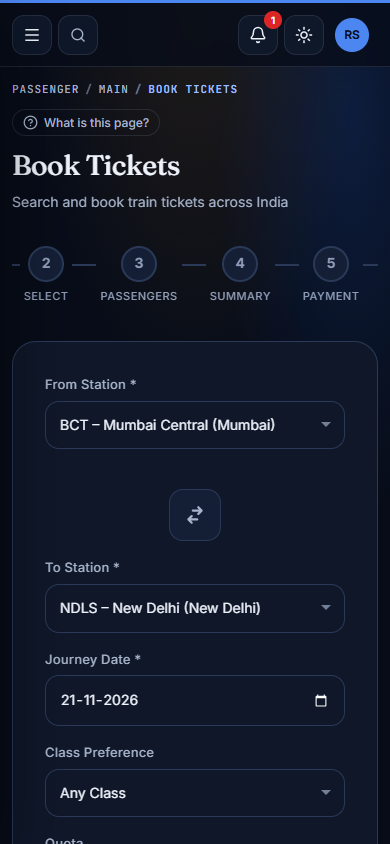 1
RS
PASSENGER / MAIN / BOOK TICKETS
What is this page?
Book Tickets
Search and book train tickets across India
2
3
4
5
SELECT
PASSENGERS
SUMMARY
PAYMENT
From Station *
BCT – Mumbai Central (Mumbai)
To Station *
NDLS – New Delhi (New Delhi)
Journey Date *
21-11-2026
Class Preference
Any Class
Quota